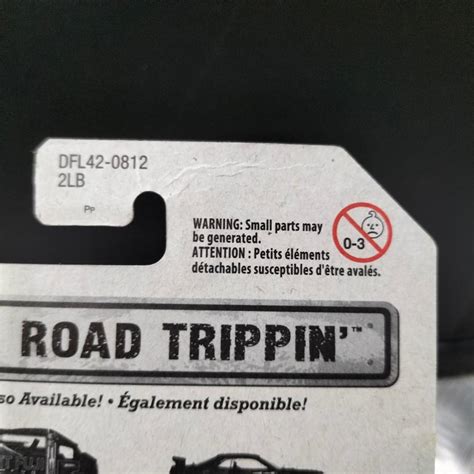 DFL42-0812
2LB
Pp
WARNING: Small parts may
be generated.
ATTENTION : Petits éléments
détachables susceptibles d'être avalés.
0-3
ROAD TRIPPIN'™
so Available! • Également disponible!